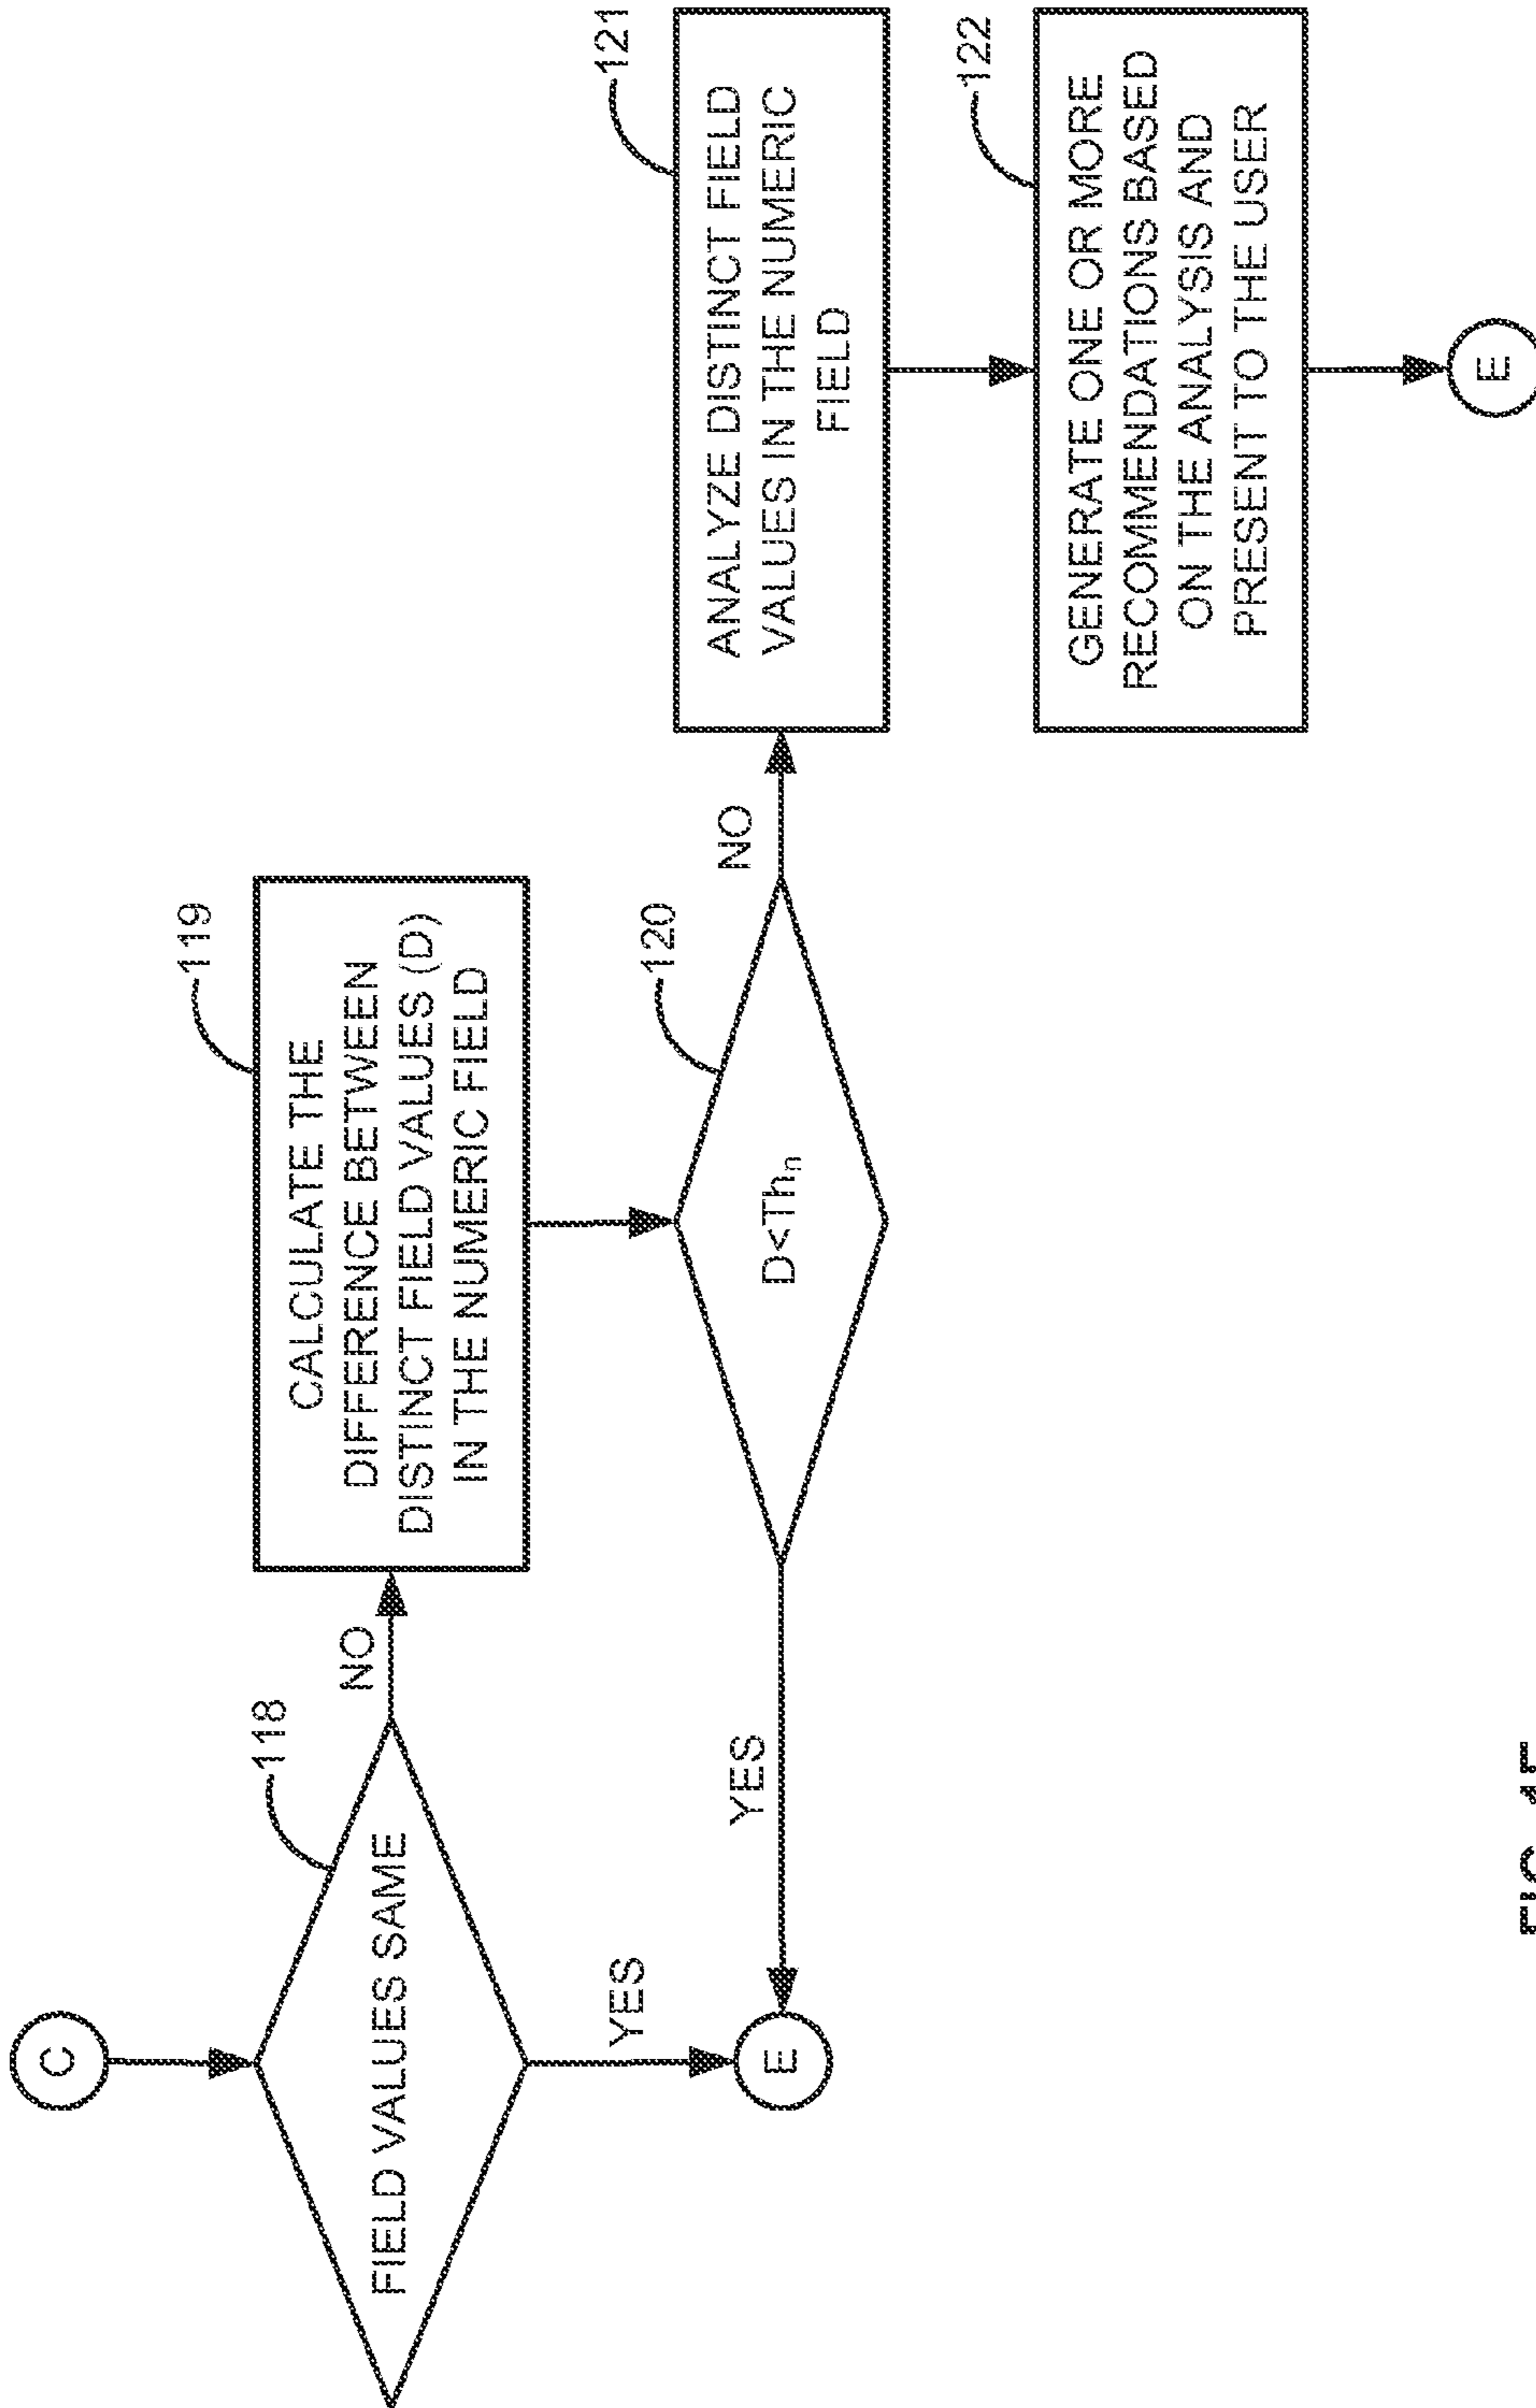 C
118
FIELD VALUES SAME
NO
YES
119
CALCULATE THE
DIFFERENCE BETWEEN
DISTINCT FIELD VALUES (D)
IN THE NUMERIC FIELD
120
D<Thₙ
YES
NO
E
121
ANALYZE DISTINCT FIELD
VALUES IN THE NUMERIC
FIELD
122
GENERATE ONE OR MORE
RECOMMENDATIONS BASED
ON THE ANALYSIS AND
PRESENT TO THE USER
E